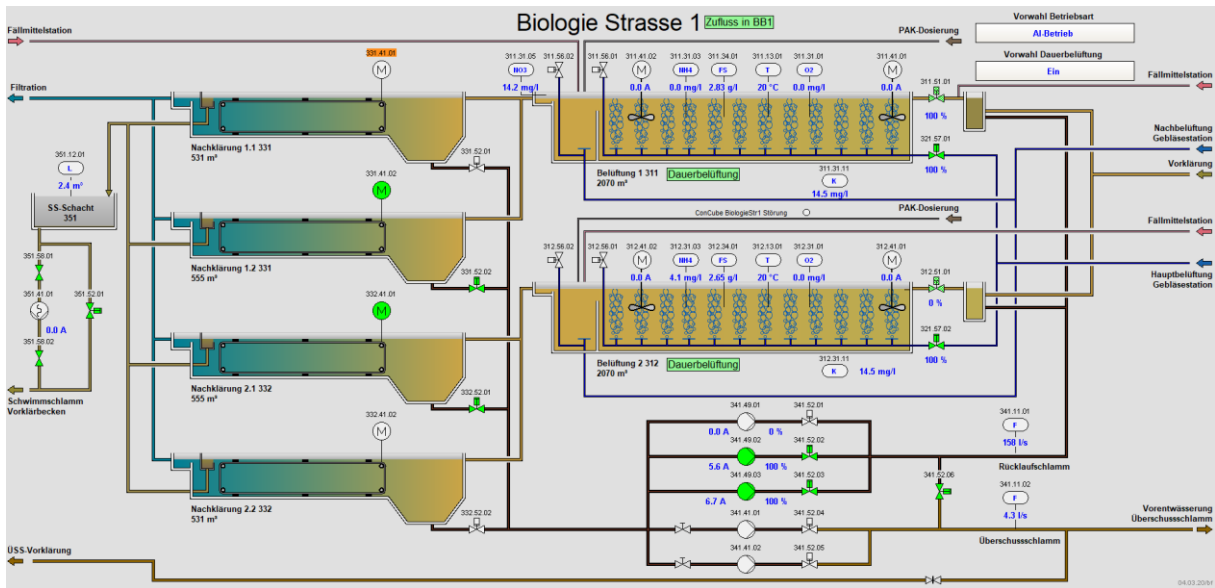 Biologie Strasse 1
Zufluss in BB1
Vorwahl Betriebsart
AI-Betrieb
Vorwahl Dauerbelüftung
Ein
Fällmittelstation
Filtration
331.41.01
M
Nachklärung 1.1 331
531 m³
331.52.01
351.12.01
L
2.4 m³
SS-Schacht
351
331.41.02
M
Nachklärung 1.2 331
555 m³
331.52.02
351.58.01
351.41.01
0.0 A
351.52.01
351.58.02
Schwimmschlamm
Vorklärbecken
332.41.01
M
Nachklärung 2.1 332
555 m³
332.52.01
332.41.02
M
Nachklärung 2.2 332
531 m³
332.52.02
ÜSS-Vorklärung
PAK-Dosierung
311.31.05
NO3
14.2 mg/l
311.56.02
311.56.01
311.41.02
M
0.0 A
311.31.03
NH4
0.0 mg/l
311.34.01
FS
2.83 g/l
311.13.01
T
20 °C
311.31.01
O2
0.0 mg/l
311.41.01
M
0.0 A
311.51.01
100 %
321.57.01
100 %
Belüftung 1 311
2070 m³
Dauerbelüftung
311.31.11
K
14.5 mg/l
Fällmittelstation
Nachbelüftung
Gebläsestation
Vorklärung
ConCube BiologieStr1 Störung
PAK-Dosierung
312.56.02
312.56.01
312.41.02
M
0.0 A
312.31.03
NH4
4.1 mg/l
312.34.01
FS
2.65 g/l
312.13.01
T
20 °C
312.31.01
O2
0.0 mg/l
312.41.01
M
0.0 A
312.51.01
0 %
321.57.02
100 %
Belüftung 2 312
2070 m³
Dauerbelüftung
312.31.11
K
14.5 mg/l
Fällmittelstation
Hauptbelüftung
Gebläsestation
341.49.01
0.0 A
0 %
341.52.01
341.49.02
5.6 A
100 %
341.52.02
341.49.03
6.7 A
100 %
341.52.03
341.41.01
341.52.04
341.41.02
341.52.05
341.52.06
341.11.01
F
158 l/s
Rücklaufschlamm
341.11.02
F
4.3 l/s
Überschussschlamm
Vorentwässerung
Überschussschlamm
04.03.20/bf